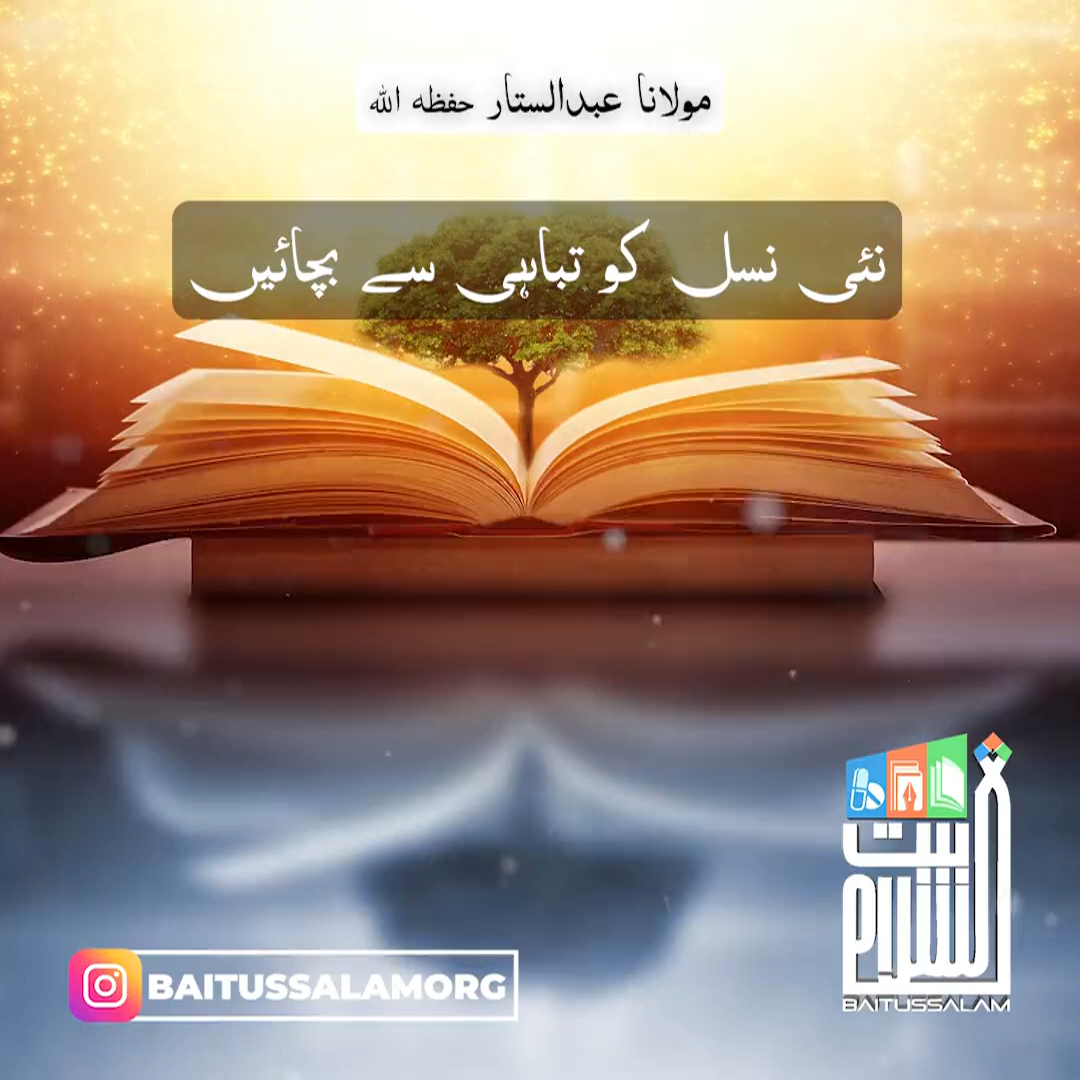 مولانا عبدالستار حفظہ اللہ
نئی نسل کو تباہی سے بچائیں
بیت السلام
BAITUSSALAM
BAITUSSALAMORG